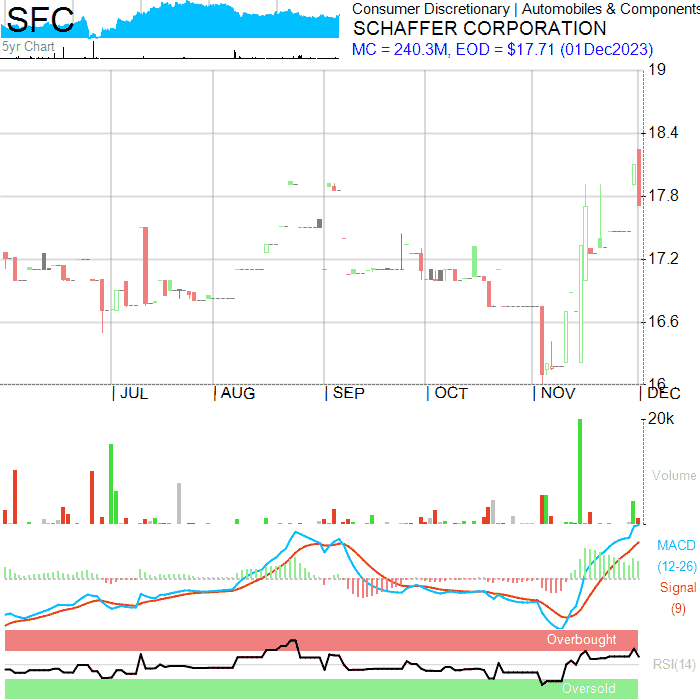 SFC
5yr Chart
Consumer Discretionary | Automobiles & Components
SCHAFFER CORPORATION
MC = 240.3M, EOD = $17.71 (01Dec2023)
19
18.4
17.8
17.2
16.6
16
JUL
AUG
SEP
OCT
NOV
DEC
20k
Volume
MACD
(12-26)
Signal
(9)
Overbought
RSI(14)
Oversold